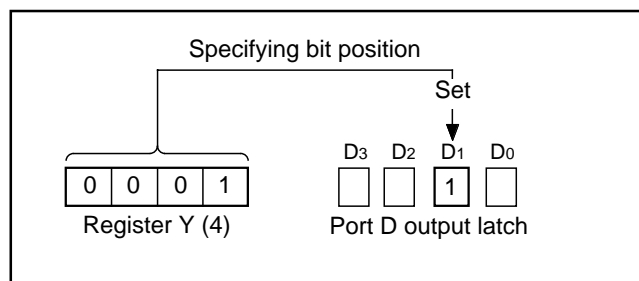 Specifying bit position
Set
D3 D2 D1 D0
0 0 0 1 1
Register Y (4) Port D output latch